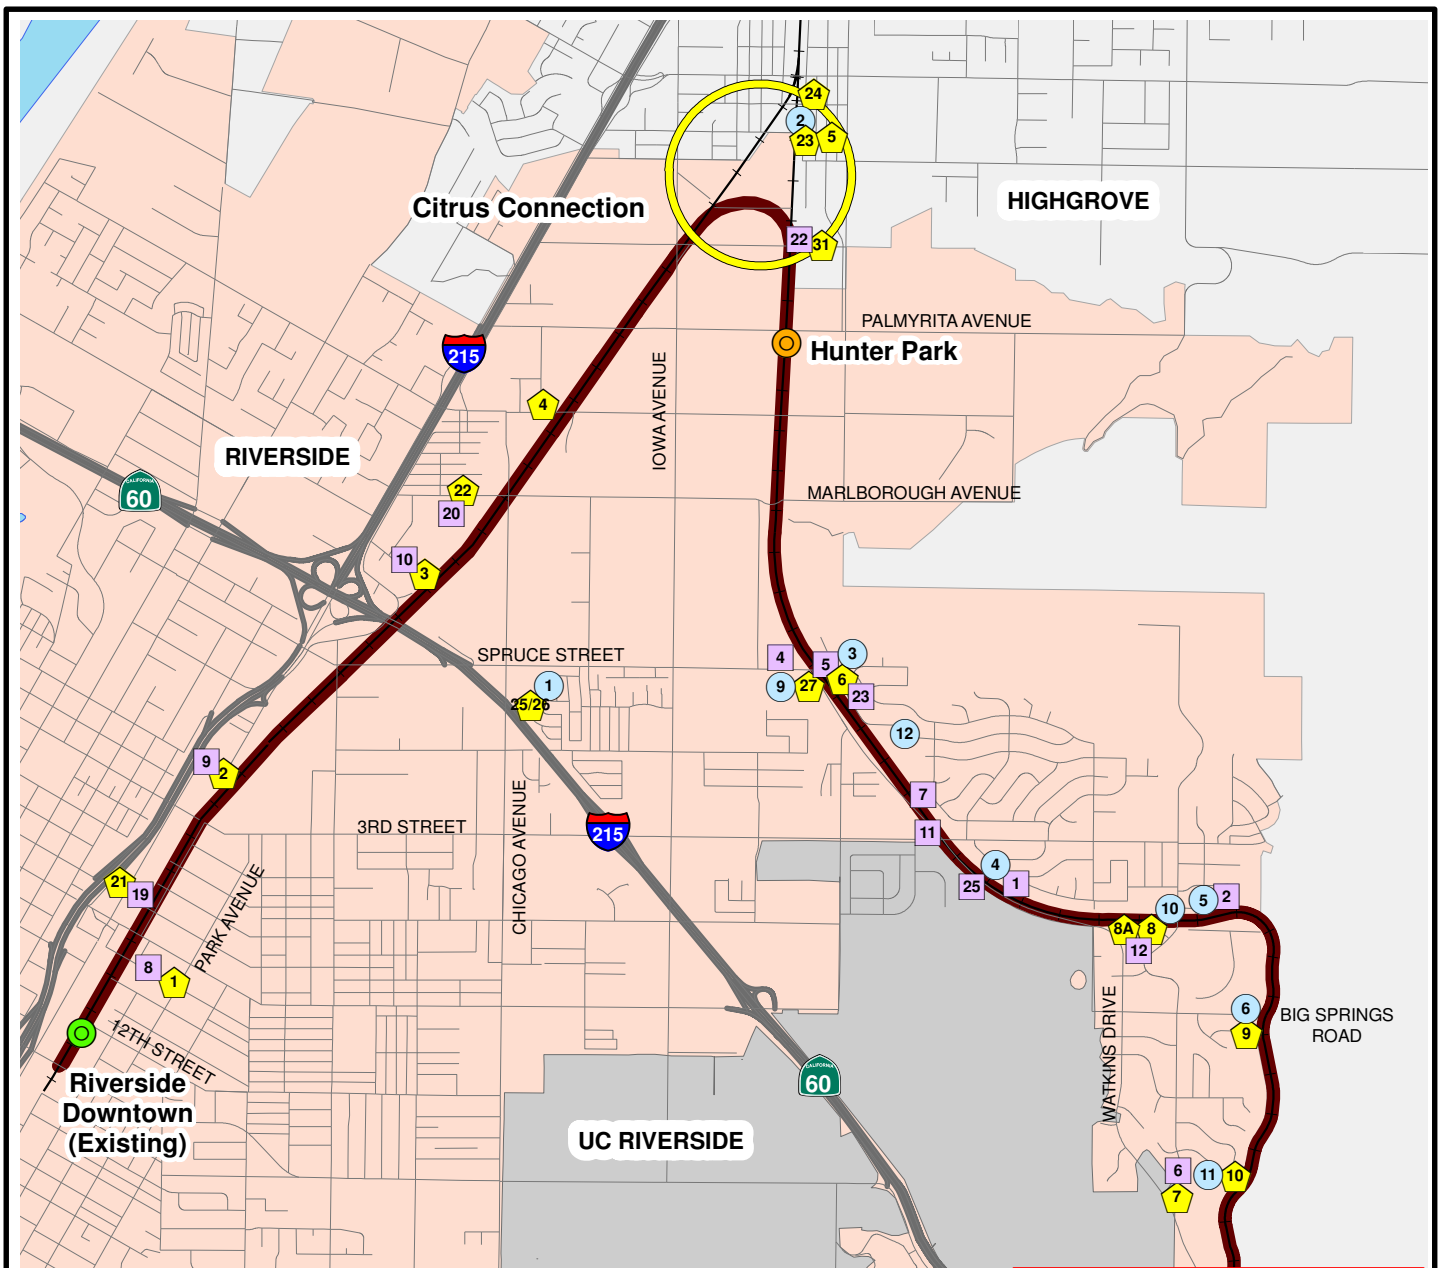 24
2
23
5
HIGHGROVE
Citrus Connection
22
31
PALMYRITA AVENUE
Hunter Park
215
IOWA AVENUE
4
RIVERSIDE
CALIFORNIA
60
22
20
MARLBOROUGH AVENUE
10
3
SPRUCE STREET
4
5
3
9
27
6
23
1
25/26
12
9
2
7
11
3RD STREET
CHICAGO AVENUE
215
21
19
PARK AVENUE
4
25
1
10
5
2
8A
8
12
8
1
WATKINS DRIVE
6
9
BIG SPRINGS
ROAD
12TH STREET
Riverside
Downtown
(Existing)
CALIFORNIA
60
UC RIVERSIDE
6
11
10
7